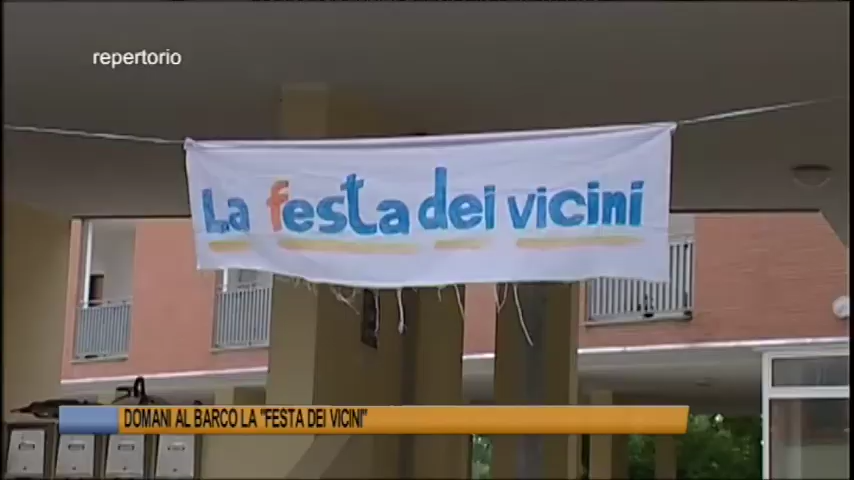 repertorio
La festa dei vicini
DOMANI AL BARCO LA "FESTA DEI VICINI"